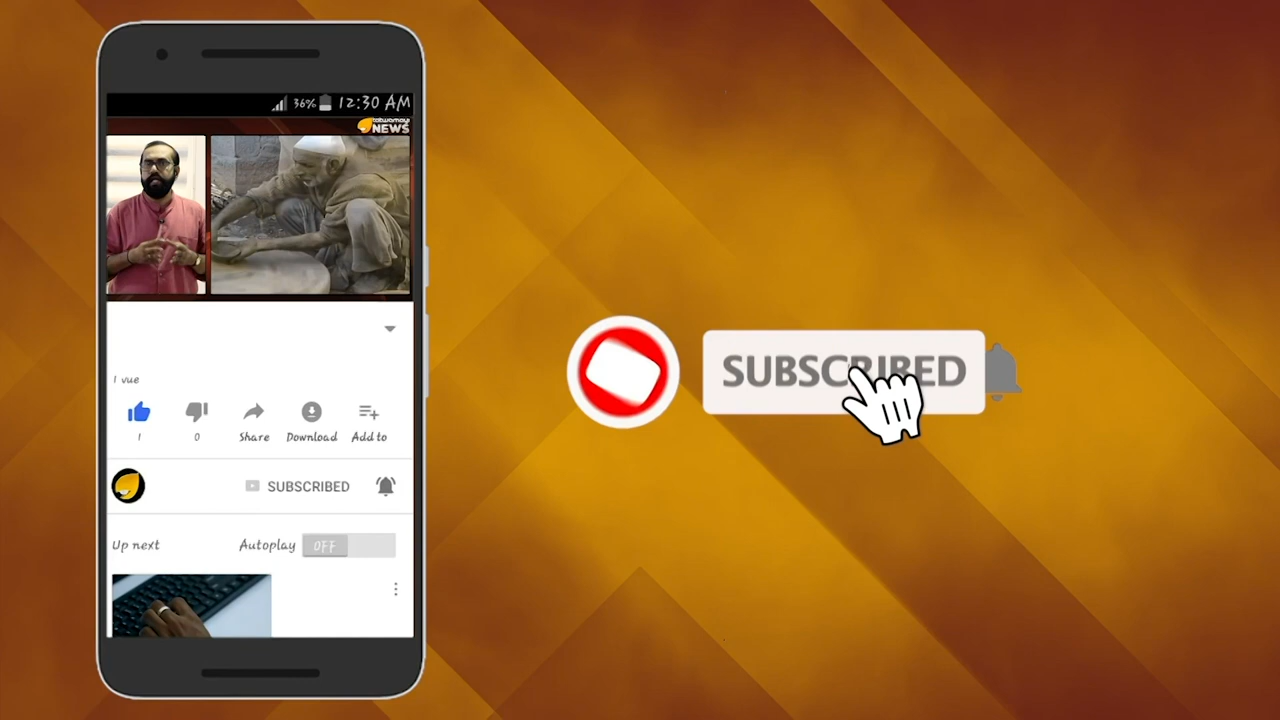 36% 12:30 AM
tatwamayi
NEWS
1 vue
1
0
Share
Download
Add to
SUBSCRIBED
Up next
Autoplay
OFF
SUBSCRIBED